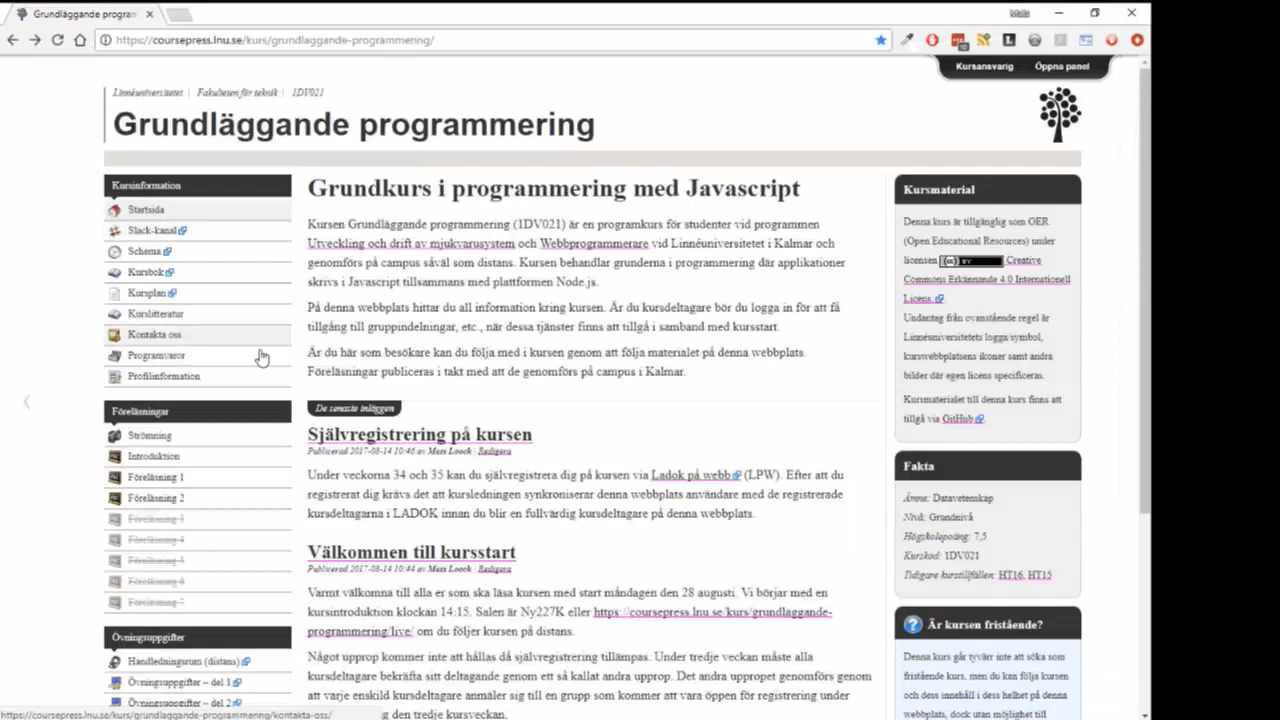 Grundläggande program
Mats
https://coursepress.lnu.se/kurs/grundlaggande-programmering/
Kursansvarig
Öppna panel
Linnéuniversitetet | Fakulteten för teknik | 1DV021
Grundläggande programmering
Kursinformation
Startsida
Slack-kanal
Schema
Kursbok
Kursplan
Kurslitteratur
Kontakta oss
Programvaror
Profilinformation
Föreläsningar
Strömning
Introduktion
Föreläsning 1
Föreläsning 2
Föreläsning 3
Föreläsning 4
Föreläsning 5
Föreläsning 6
Föreläsning 7
Övningsuppgifter
Handledningsrum (distans)
Övningsuppgifter – del 1
Övningsuppgifter – del 2
Grundkurs i programmering med Javascript
Kursen Grundläggande programmering (1DV021) är en programkurs för studenter vid programmen
Utveckling och drift av mjukvarusystem och Webbprogrammerare vid Linnéuniversitetet i Kalmar och
genomförs på campus såväl som distans. Kursen behandlar grunderna i programmering där applikationer
skrivs i Javascript tillsammans med plattformen Node.js.
På denna webbplats hittar du all information kring kursen. Är du kursdeltagare bör du logga in för att få
tillgång till gruppindelningar, etc., när dessa tjänster finns att tillgå i samband med kursstart.
Är du här som besökare kan du följa med i kursen genom att följa materialet på denna webbplats.
Föreläsningar publiceras i takt med att de genomförs på campus i Kalmar.
De senaste inläggen
Självregistrering på kursen
Publicerad 2017-08-14 10:46 av Mats Loock | Redigera
Under veckorna 34 och 35 kan du självregistrera dig på kursen via Ladok på webb (LPW). Efter att du
registrerat dig krävs det att kursledningen synkroniserar denna webbplats användare med de registrerade
kursdeltagarna i LADOK innan du blir en fullvärdig kursdeltagare på denna webbplats.
Välkommen till kursstart
Publicerad 2017-08-14 10:44 av Mats Loock | Redigera
Varmt välkomna till alla er som ska läsa kursen med start måndagen den 28 augusti. Vi börjar med en
kursintroduktion klockan 14:15. Salen är Ny227K eller https://coursepress.lnu.se/kurs/grundlaggande-
programmering/live/ om du följer kursen på distans.
Något upprop kommer inte att hållas då självregistrering tillämpas. Under tredje veckan måste alla
kursdeltagare bekräfta sitt deltagande genom ett så kallat andra upprop. Det andra uppropet genomförs genom
att varje enskild kursdeltagare anmäler sig till en grupp som kommer att vara öppen för registrering under
g den tredje kursveckan.
Kursmaterial
Denna kurs är tillgänglig som OER
(Open Educational Resources) under
licensen (cc) BY Creative
Commons Erkännande 4.0 Internationell
Licens.
Undantag från ovanstående regel är
Linnéuniversitetets logga/symbol,
kurswebbplatsens ikoner samt andra
bilder där egen licens specificeras.
Kursmaterialet till denna kurs finns att
tillgå via GitHub
Fakta
Ämne: Datavetenskap
Nivå: Grundnivå
Högskolepoäng: 7,5
Kurskod: 1DV021
Tidigare kurstillfällen: HT16, HT15
Är kursen fristående?
Denna kurs går tyvärr inte att söka som
fristående kurs, men du kan följa kursen
och dess innehåll i dess helhet på denna
webbplats, dock utan möjlighet till
https://coursepress.lnu.se/kurs/grundlaggande-programmering/kontakta-oss/